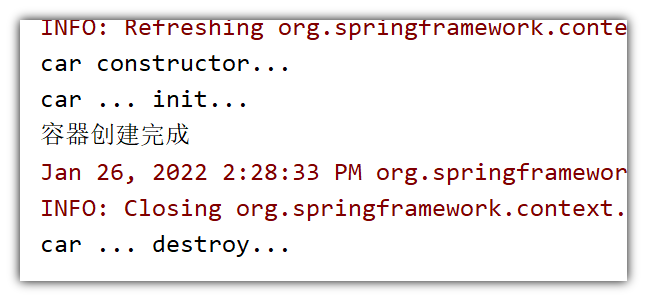 INFO: Refreshing org.springframework.conte
car constructor...
car ... init...
容器创建完成
Jan 26, 2022 2:28:33 PM org.springframewor
INFO: Closing org.springframework.context.
car ... destroy...